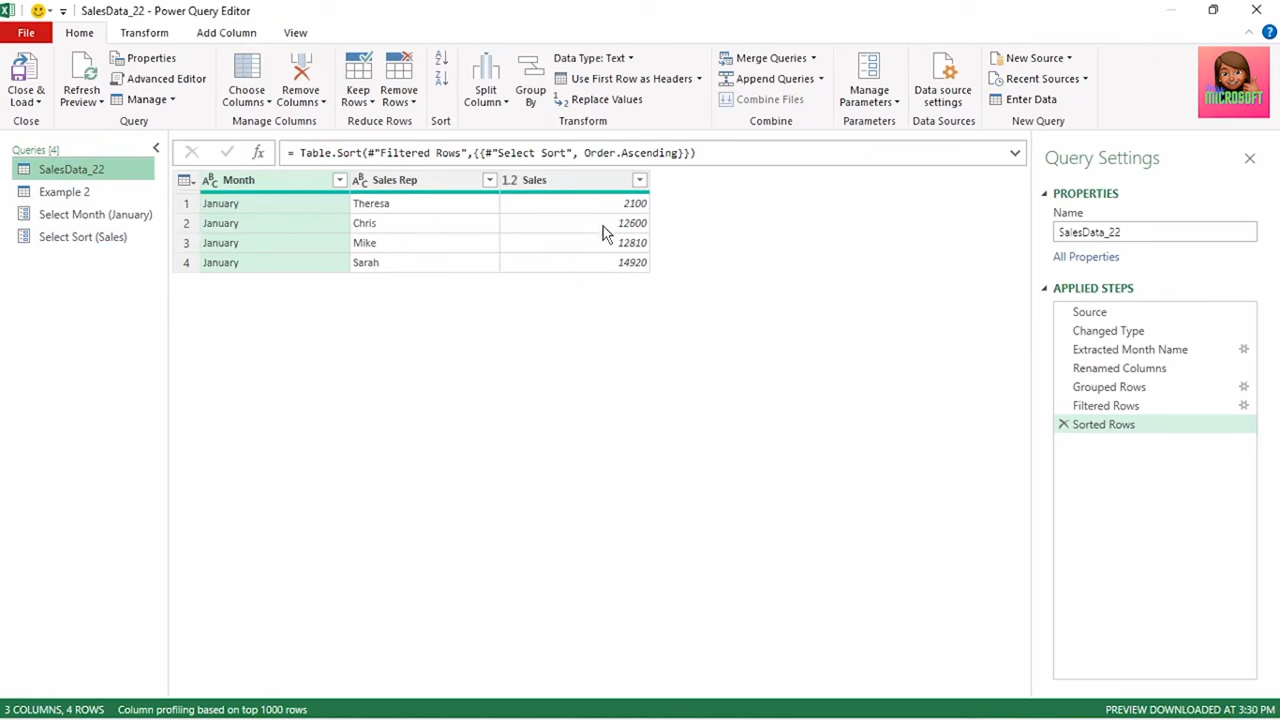 SalesData_22 - Power Query Editor
File Home Transform Add Column View
Close & Load
Close
Refresh Preview
Properties
Advanced Editor
Manage
Query
Choose Columns
Remove Columns
Manage Columns
Keep Rows
Remove Rows
Reduce Rows
Sort
Split Column
Group By
Data Type: Text
Use First Row as Headers
Replace Values
Transform
Merge Queries
Append Queries
Combine Files
Combine
Manage Parameters
Parameters
Data source settings
Data Sources
New Source
Recent Sources
Enter Data
New Query
MICROSOFT
Queries [4]
SalesData_22
Example 2
Select Month (January)
Select Sort (Sales)
= Table.Sort(#"Filtered Rows",{{#"Select Sort", Order.Ascending}})
Month Sales Rep 1.2 Sales
1 January Theresa 2100
2 January Chris 12600
3 January Mike 12810
4 January Sarah 14920
Query Settings
PROPERTIES
Name
SalesData_22
All Properties
APPLIED STEPS
Source
Changed Type
Extracted Month Name
Renamed Columns
Grouped Rows
Filtered Rows
Sorted Rows
3 COLUMNS, 4 ROWS Column profiling based on top 1000 rows PREVIEW DOWNLOADED AT 3:30 PM